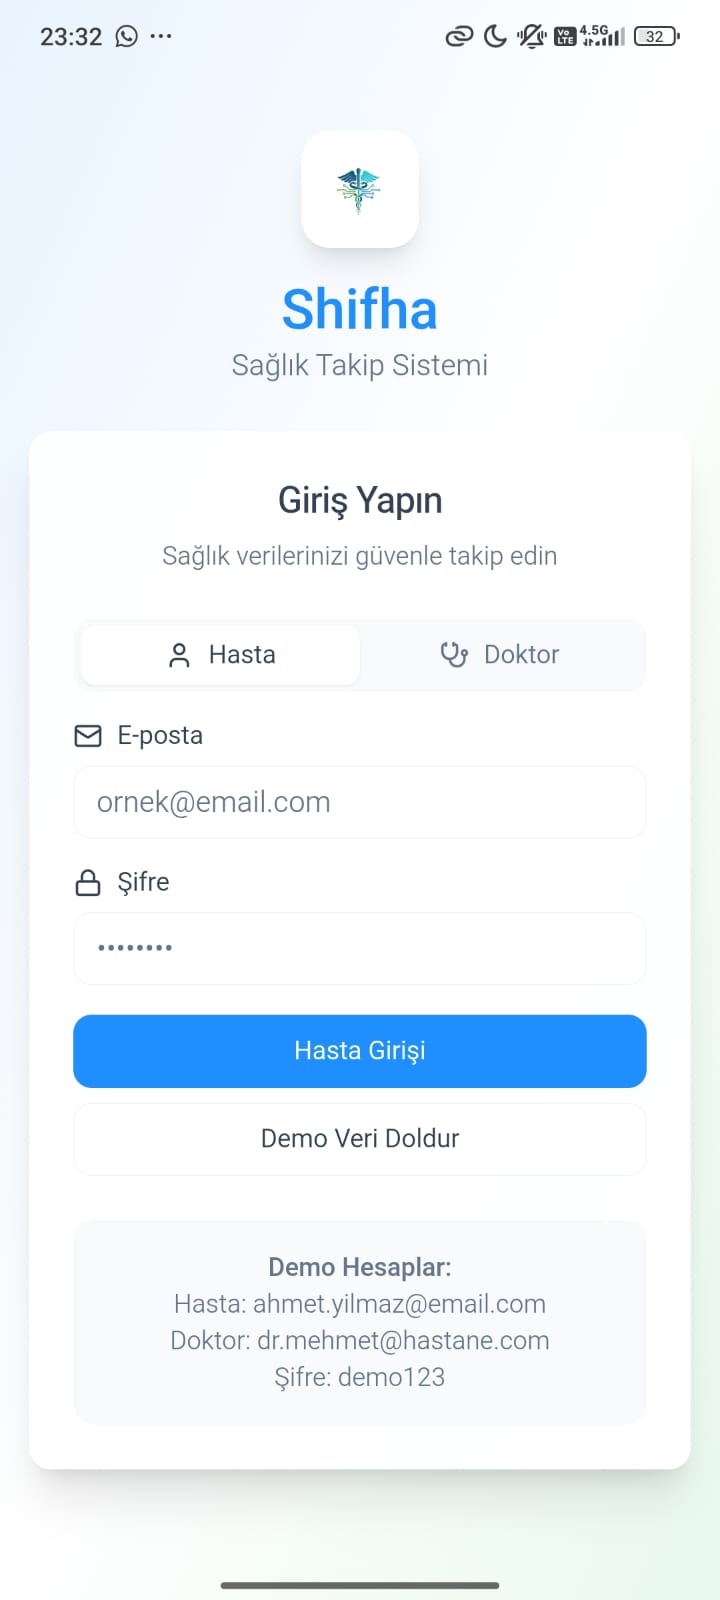 23:32
Vo LTE 4.5G 32
Shifha
Sağlık Takip Sistemi
Giriş Yapın
Sağlık verilerinizi güvenle takip edin
Hasta
Doktor
E-posta
ornek@email.com
Şifre
••••••••
Hasta Girişi
Demo Veri Doldur
Demo Hesaplar:
Hasta: ahmet.yilmaz@email.com
Doktor: dr.mehmet@hastane.com
Şifre: demo123